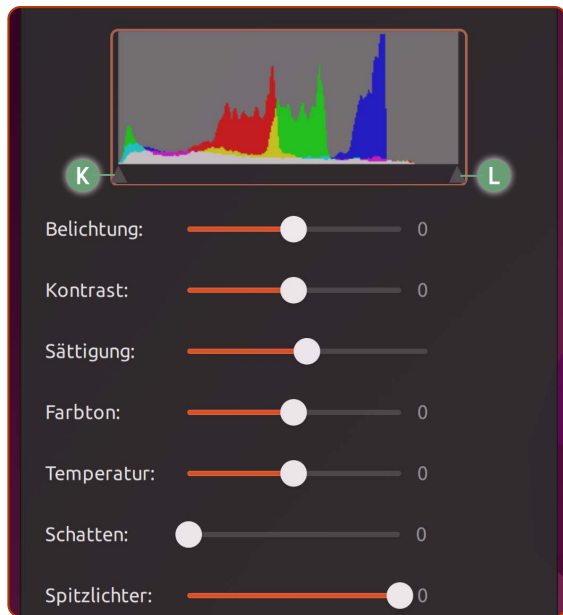 K L
Belichtung: 0
Kontrast: 0
Sättigung:
Farbton: 0
Temperatur: 0
Schatten: 0
Spitzlichter: 0